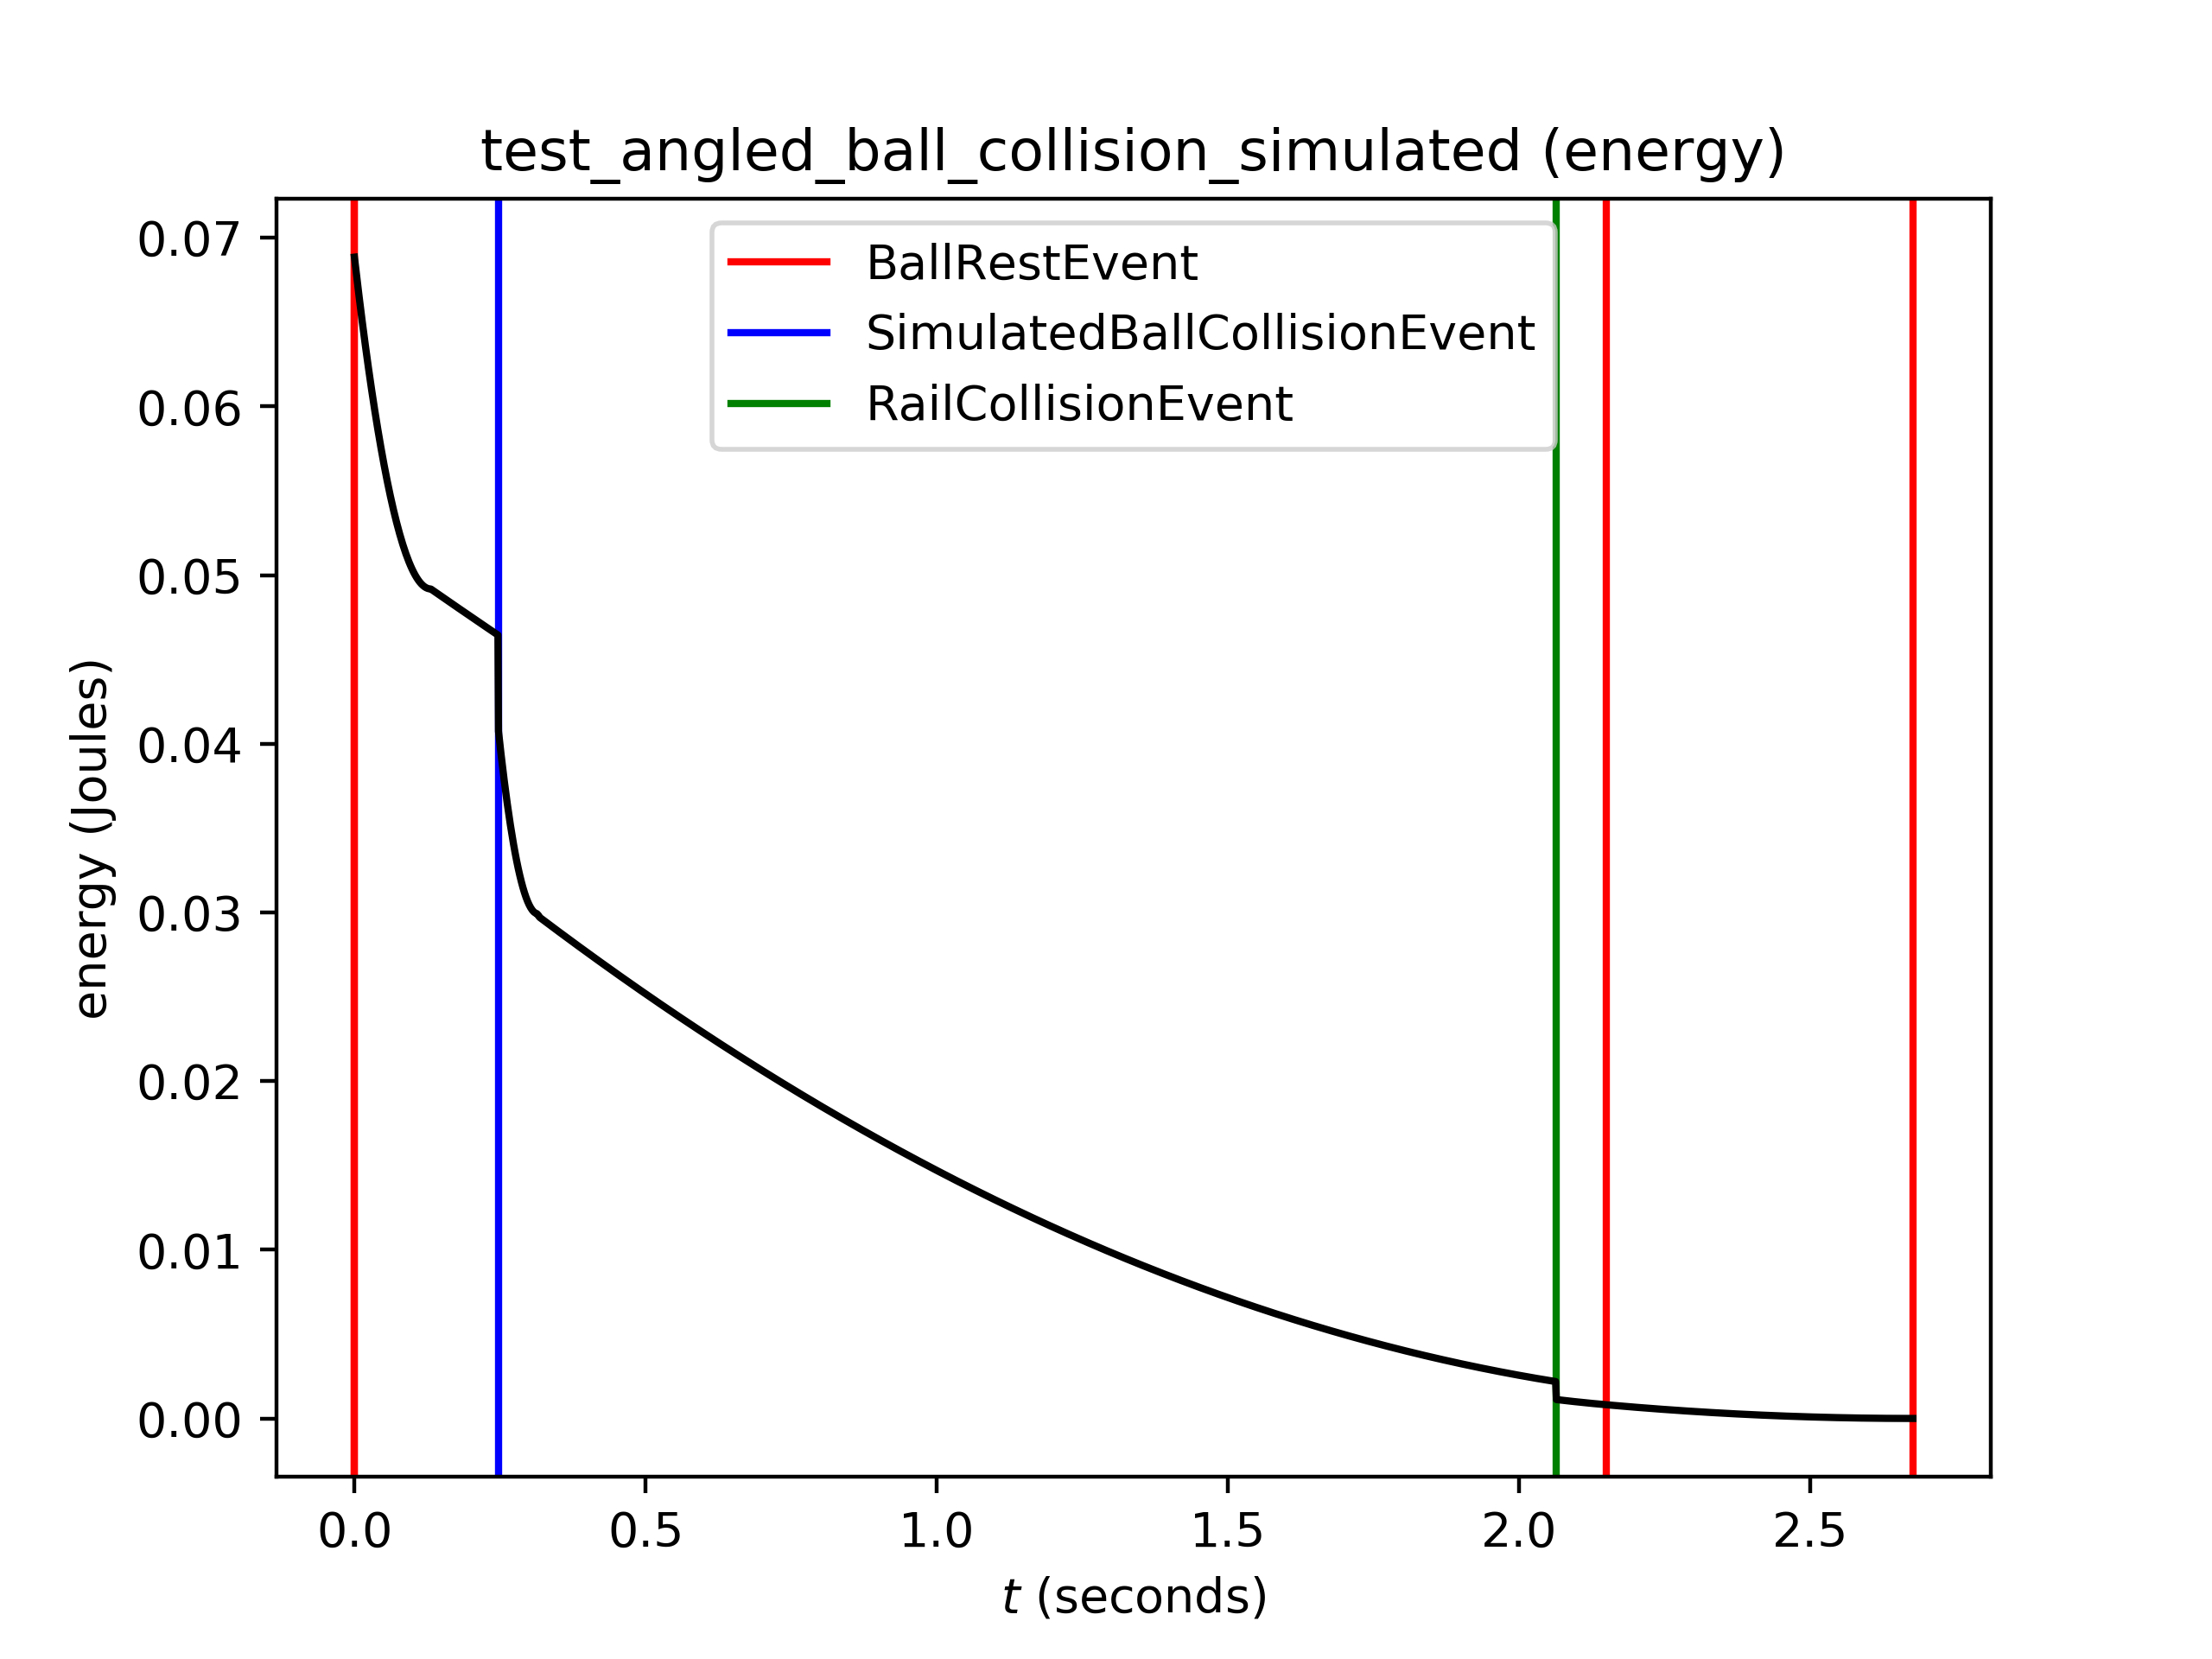 test_angled_ball_collision_simulated (energy)
BallRestEvent
SimulatedBallCollisionEvent
RailCollisionEvent
energy (Joules)
0.07
0.06
0.05
0.04
0.03
0.02
0.01
0.00
0.0 0.5 1.0 1.5 2.0 2.5
t (seconds)